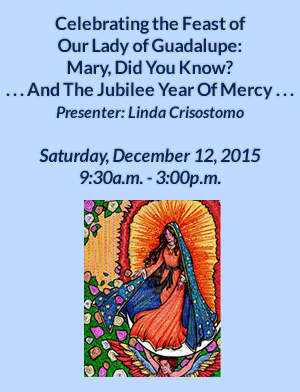 Celebrating the Feast of
Our Lady of Guadalupe:
Mary, Did You Know?
. . . And The Jubilee Year Of Mercy . . .
Presenter: Linda Crisostomo
Saturday, December 12, 2015
9:30a.m. - 3:00p.m.